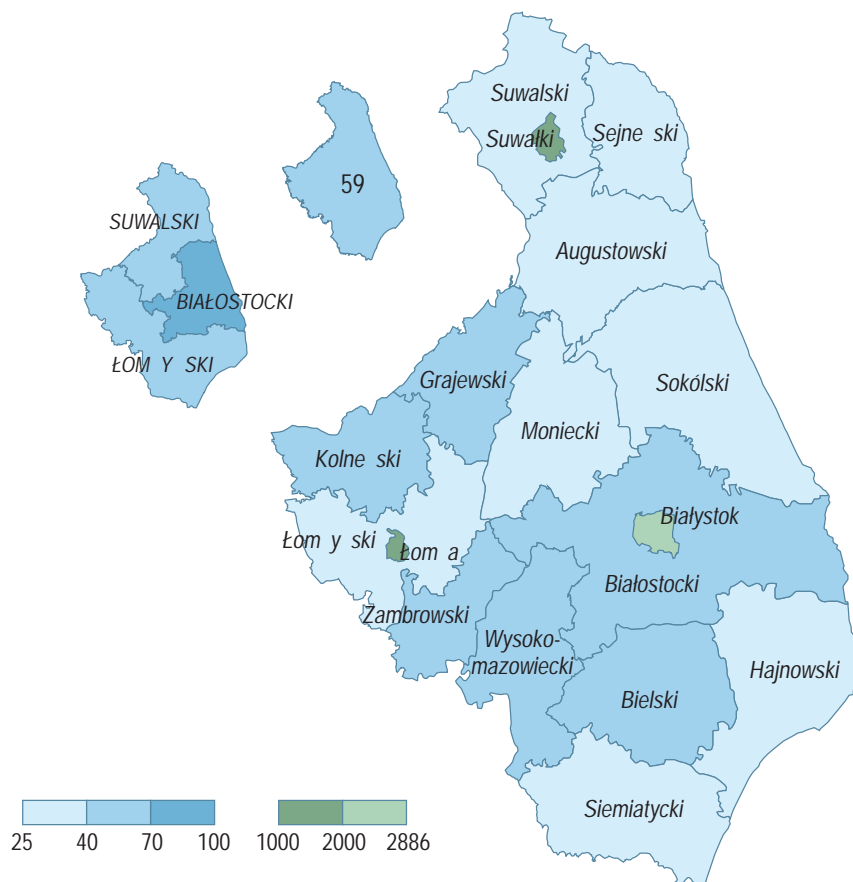 Suwalski
Suwałki
Sejne ski
59
SUWALSKI
Augustowski
BIAŁOSTOCKI
ŁOM Y SKI
Grajewski
Sokólski
Moniecki
Kolne ski
Białystok
Łom y ski
Łom a
Białostocki
Zambrowski
Wysoko-
mazowiecki
Hajnowski
Bielski
Siemiatycki
25 40 70 100 1000 2000 2886